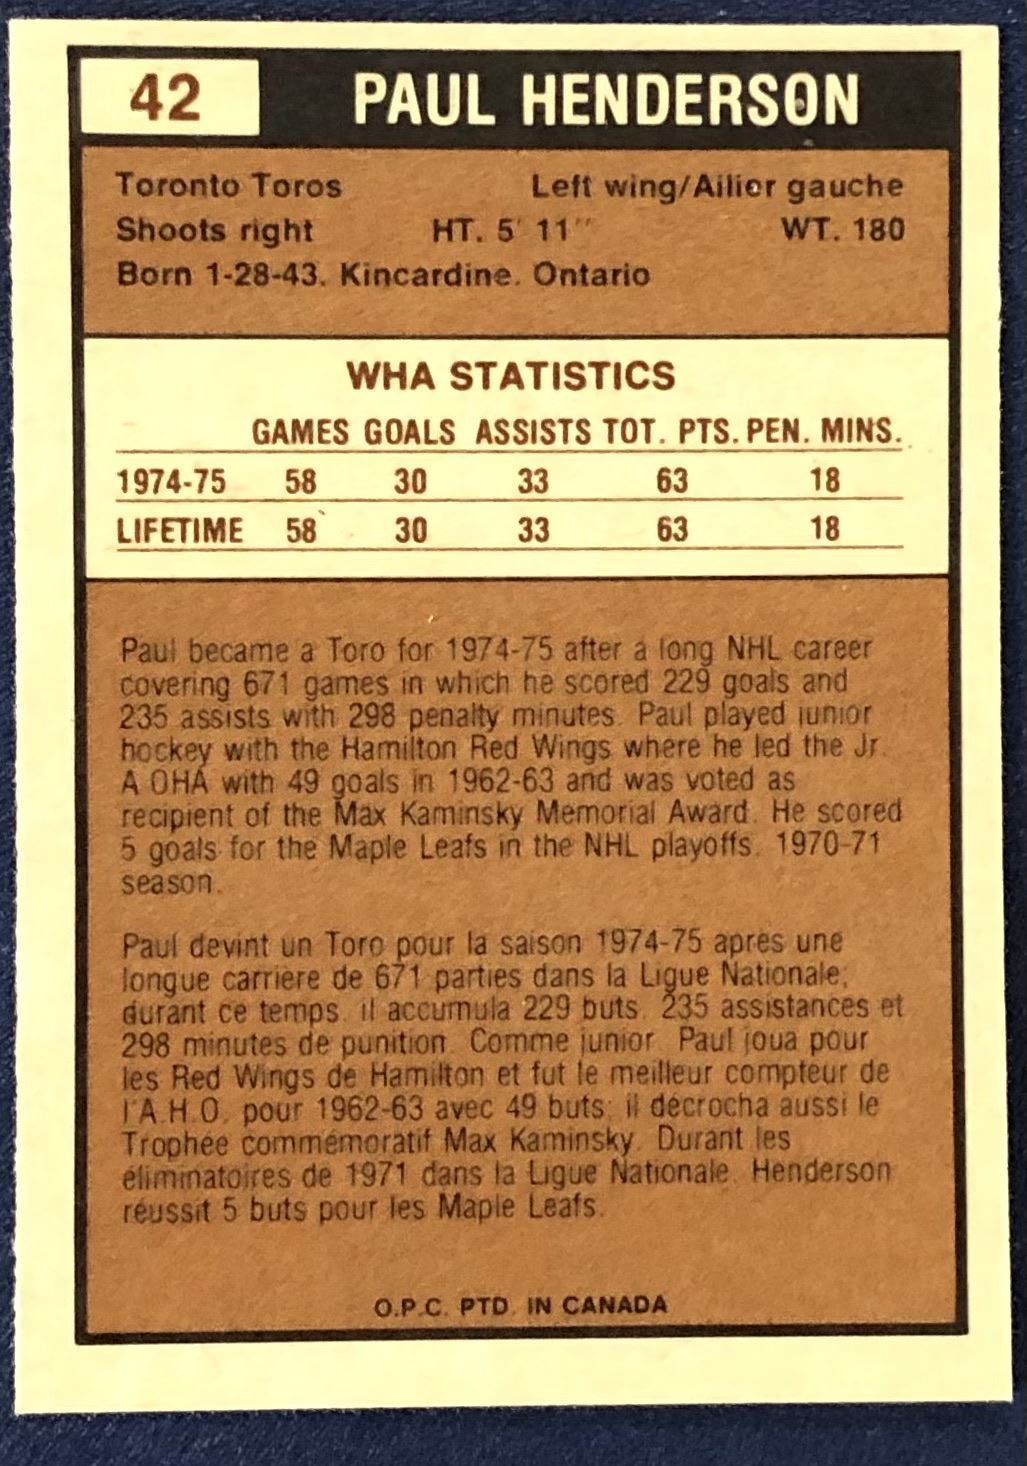 42 PAUL HENDERSON
Toronto Toros Left wing/Ailier gauche
Shoots right HT. 5' 11" WT. 180
Born 1-28-43. Kincardine. Ontario
WHA STATISTICS
GAMES GOALS ASSISTS TOT. PTS. PEN. MINS.
1974-75 58 30 33 63 18
LIFETIME 58 30 33 63 18
Paul became a Toro for 1974-75 after a long NHL career
covering 671 games in which he scored 229 goals and
235 assists with 298 penalty minutes. Paul played junior
hockey with the Hamilton Red Wings where he led the Jr.
A OHA with 49 goals in 1962-63 and was voted as
recipient of the Max Kaminsky Memorial Award. He scored
5 goals for the Maple Leafs in the NHL playoffs, 1970-71
season.
Paul devint un Toro pour la saison 1974-75 après une
longue carrière de 671 parties dans la Ligue Nationale;
durant ce temps, il accumula 229 buts, 235 assistances et
298 minutes de punition. Comme junior, Paul joua pour
les Red Wings de Hamilton et fut le meilleur compteur de
l'A.H.O. pour 1962-63 avec 49 buts; il décrocha aussi le
Trophée commémoratif Max Kaminsky. Durant les
éliminatoires de 1971 dans la Ligue Nationale, Henderson
réussit 5 buts pour les Maple Leafs.
O.P.C. PTD. IN CANADA